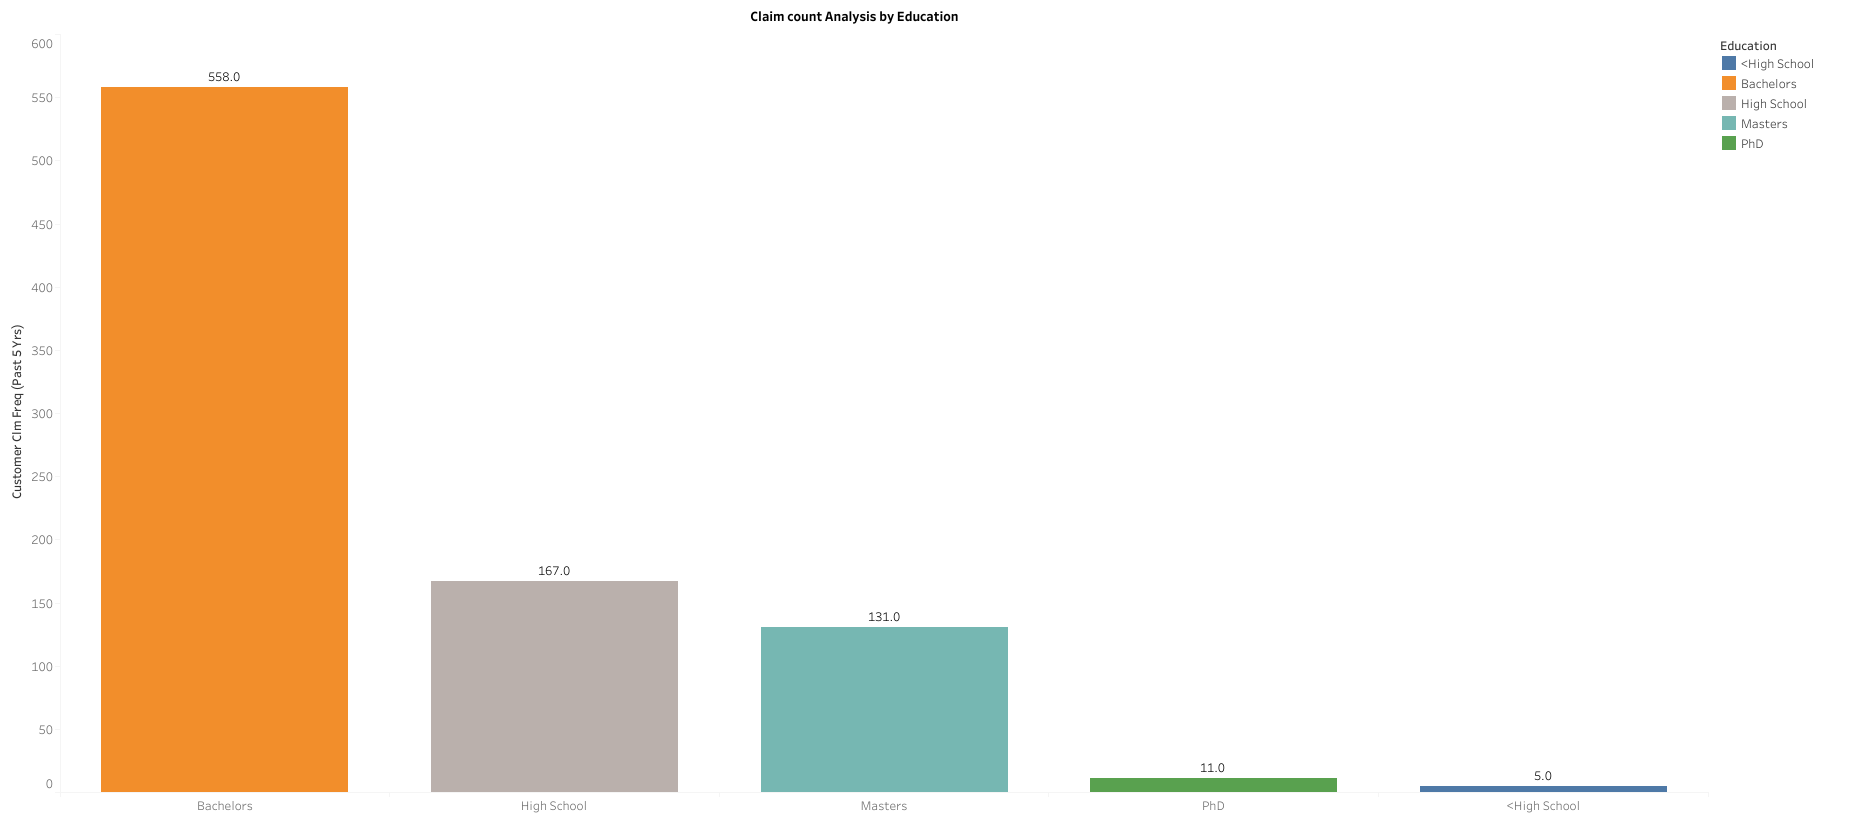 Claim count Analysis by Education
600
550
500
450
400
350
300
250
200
150
100
50
0
Customer Clm Freq (Past 5 Yrs)
558.0
167.0
131.0
11.0
5.0
Bachelors
High School
Masters
PhD
<High School
Education
<High School
Bachelors
High School
Masters
PhD